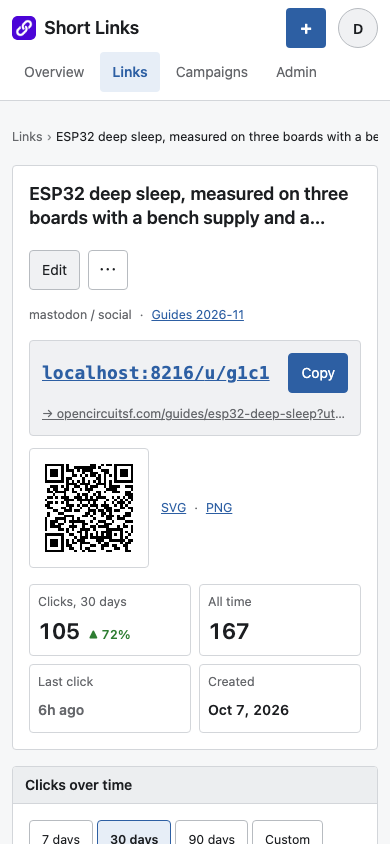 Short Links
+
D
Overview
Links
Campaigns
Admin
Links › ESP32 deep sleep, measured on three boards with a be
ESP32 deep sleep, measured on three
boards with a bench supply and a...
Edit
...
mastodon / social · Guides 2026-11
localhost:8216/u/g1c1
Copy
→ opencircuitsf.com/guides/esp32-deep-sleep?ut...
SVG · PNG
Clicks, 30 days
105 ▲ 72%
All time
167
Last click
6h ago
Created
Oct 7, 2026
Clicks over time
7 days
30 days
90 days
Custom